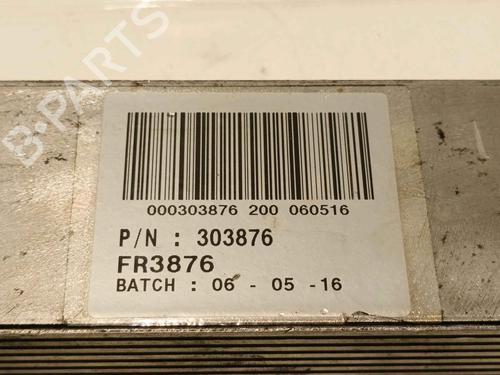 B-PARTS
000303876 200 060516
P/N : 303876
FR3876
BATCH : 06 - 05 -16